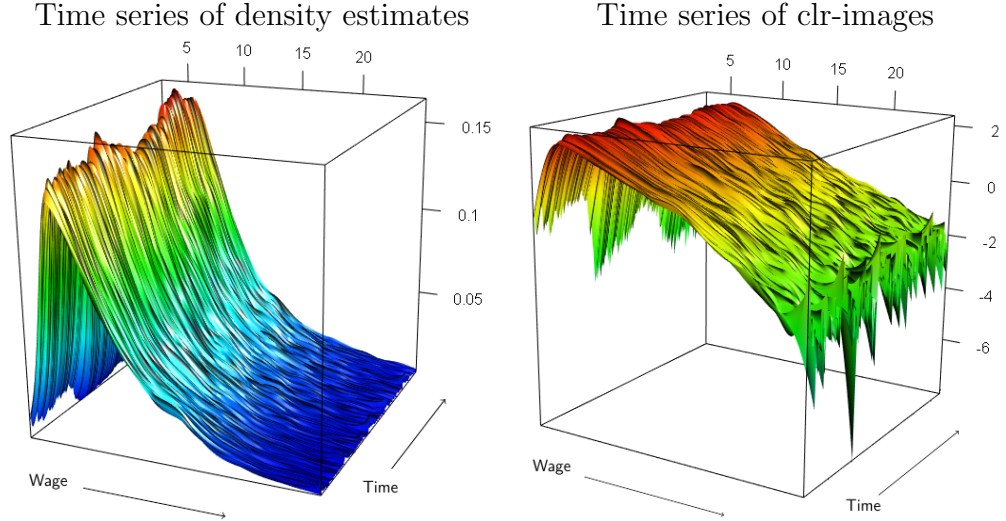 Time series of density estimates
5 10 15 20
0.15
0.1
0.05
Wage
Time
Time series of clr-images
5 10 15 20
2
0
-2
-4
-6
Wage
Time